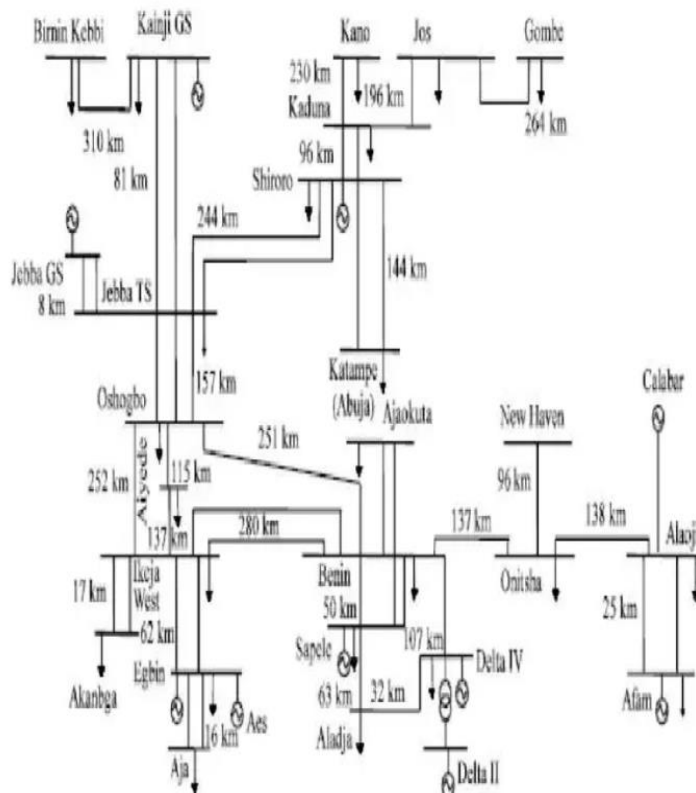 Birnin Kebbi
Kainji GS
Kano
Jos
Gombe
230 km
196 km
Kaduna
264 km
310 km
96 km
81 km
Shiroro
244 km
Jebba GS
8 km
Jebba TS
144 km
157 km
Katampe
(Abuja)
Oshogbo
Ajaokuta
Calabar
New Haven
251 km
115 km
252 km
Aiyede
96 km
137 km
280 km
137 km
138 km
Alaoji
Ikeja
West
Benin
Onitsha
17 km
50 km
25 km
62 km
107 km
Sapele
Delta IV
Egbin
63 km
32 km
Akanbga
Aes
Afam
16 km
Aladja
Aja
Delta II